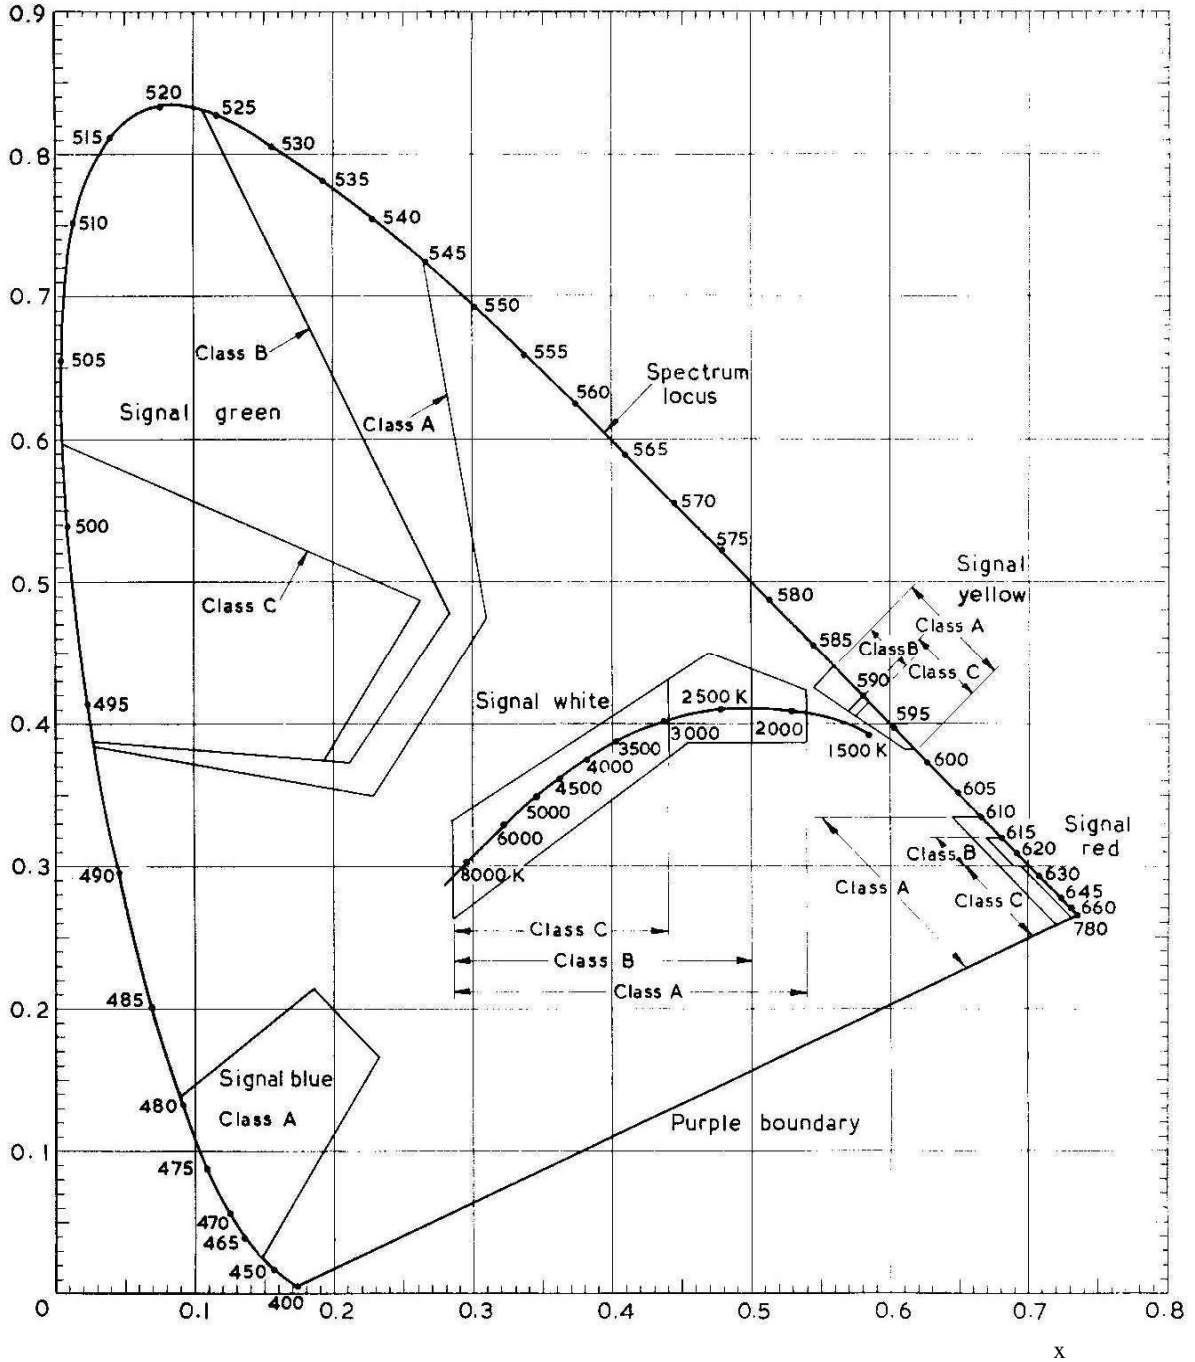 0.9
520
525
515
530
0.8
535
510
540
545
0.7
550
Class B
555
505
Spectrum
locus
560
Signal green
Class A
0.6
565
500
570
575
Signal
yellow
0.5
Class C
580
Class A
585
Class B
Class C
590
495
Signal white
2500 K
595
0.4
3000
2000
1500 K
3500
600
4000
4500
605
5000
610
Signal
red
6000
615
620
Class B
0.3
8000 K
630
490
Class A
645
Class C
660
780
Class C
Class B
Class A
485
0.2
Signal blue
480
Class A
Purple boundary
0.1
475
470
465
450
400
0
0.1
0.2
0.3
0.4
0.5
0.6
0.7
0.8
x